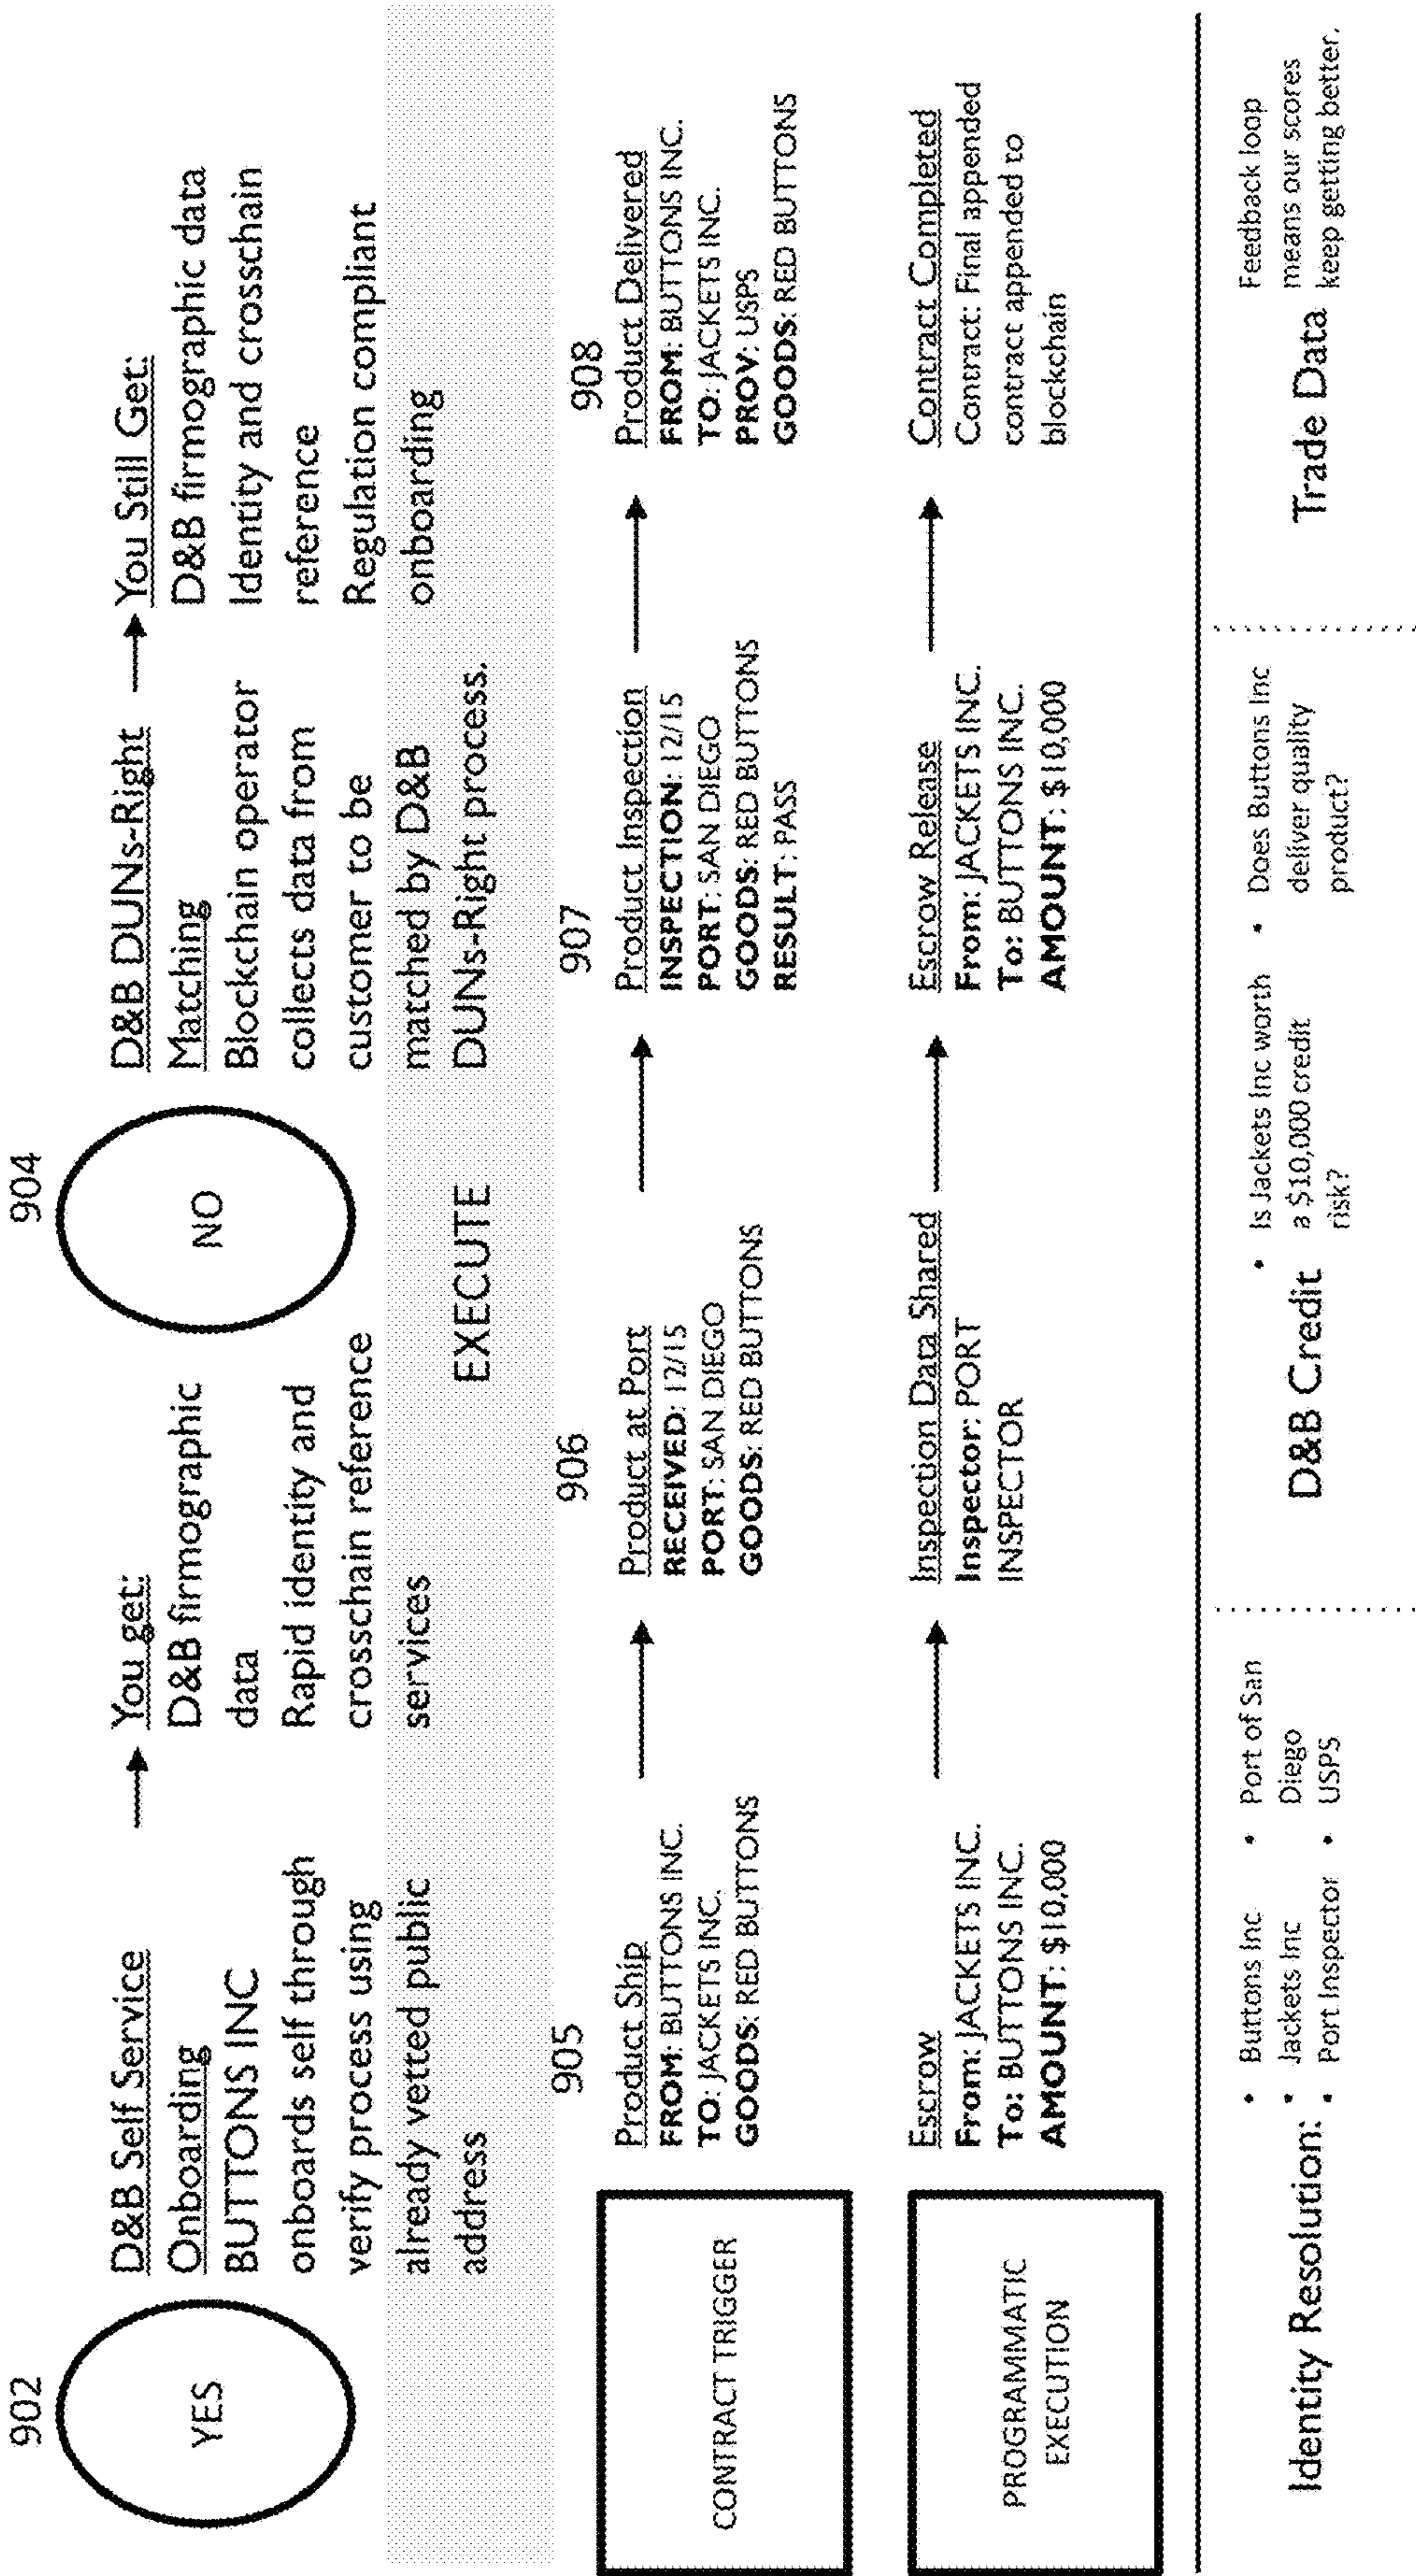 902
YES
D&B Self Service
Onboarding
BUTTONS INC
onboards self through
verify process using
already vetted public
address
You get:
D&B firmographic
data
Rapid identity and
crosschain reference
services
904
NO
D&B DUNs-Right
Matching
Blockchain operator
collects data from
customer to be
matched by D&B
DUNs-Right process.
You Still Get:
D&B firmographic data
Identity and crosschain
reference
Regulation compliant
onboarding
EXECUTE
CONTRACT TRIGGER
905
Product Ship
FROM: BUTTONS INC.
TO: JACKETS INC.
GOODS: RED BUTTONS
906
Product at Port
RECEIVED: 12/15
PORT: SAN DIEGO
GOODS: RED BUTTONS
907
Product Inspection
INSPECTION: 12/15
PORT: SAN DIEGO
GOODS: RED BUTTONS
RESULT: PASS
908
Product Delivered
FROM: BUTTONS INC.
TO: JACKETS INC.
PROV: USPS
GOODS: RED BUTTONS
PROGRAMMATIC
EXECUTION
Escrow
From: JACKETS INC.
To: BUTTONS INC.
AMOUNT: $10,000
Inspection Data Shared
Inspector: PORT
INSPECTOR
Escrow Release
From: JACKETS INC.
To: BUTTONS INC.
AMOUNT: $10,000
Contract Completed
Contract: Final appended
contract appended to
blockchain
Identity Resolution:
• Buttons Inc
• Jackets Inc
• Port Inspector
• Port of San
Diego
• USPS
D&B Credit
• Is Jackets Inc worth
a $10,000 credit
risk?
• Does Buttons Inc
deliver quality
product?
Trade Data
Feedback loop
means our scores
keep getting better.